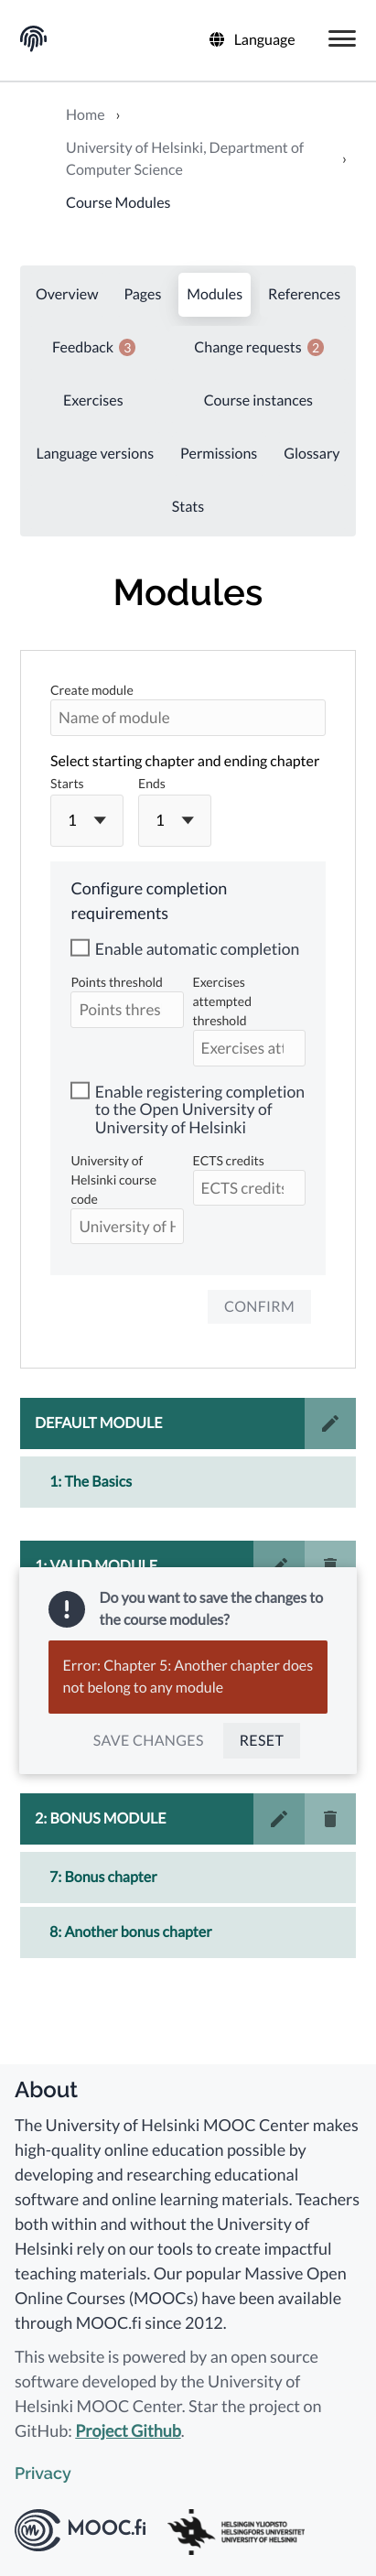 Language
Home ›
University of Helsinki, Department of
Computer Science
›
Course Modules
Overview Pages Modules References
Feedback 3 Change requests 2
Exercises Course instances
Language versions Permissions Glossary
Stats
Modules
Create module
Name of module
Select starting chapter and ending chapter
Starts Ends
1 1
Configure completion
requirements
Enable automatic completion
Points threshold
Points thres
Exercises
attempted
threshold
Exercises att
Enable registering completion
to the Open University of
University of Helsinki
University of
Helsinki course
code
University of H
ECTS credits
ECTS credits
CONFIRM
DEFAULT MODULE
1: The Basics
1: VALID MODULE
Do you want to save the changes to
the course modules?
Error: Chapter 5: Another chapter does
not belong to any module
SAVE CHANGES RESET
2: BONUS MODULE
7: Bonus chapter
8: Another bonus chapter
About
The University of Helsinki MOOC Center makes
high-quality online education possible by
developing and researching educational
software and online learning materials. Teachers
both within and without the University of
Helsinki rely on our tools to create impactful
teaching materials. Our popular Massive Open
Online Courses (MOOCs) have been available
through MOOC.fi since 2012.
This website is powered by an open source
software developed by the University of
Helsinki MOOC Center. Star the project on
GitHub: Project Github.
Privacy
MOOC.fi
HELSINGIN YLIOPISTO
HELSINGFORS UNIVERSITET
UNIVERSITY OF HELSINKI